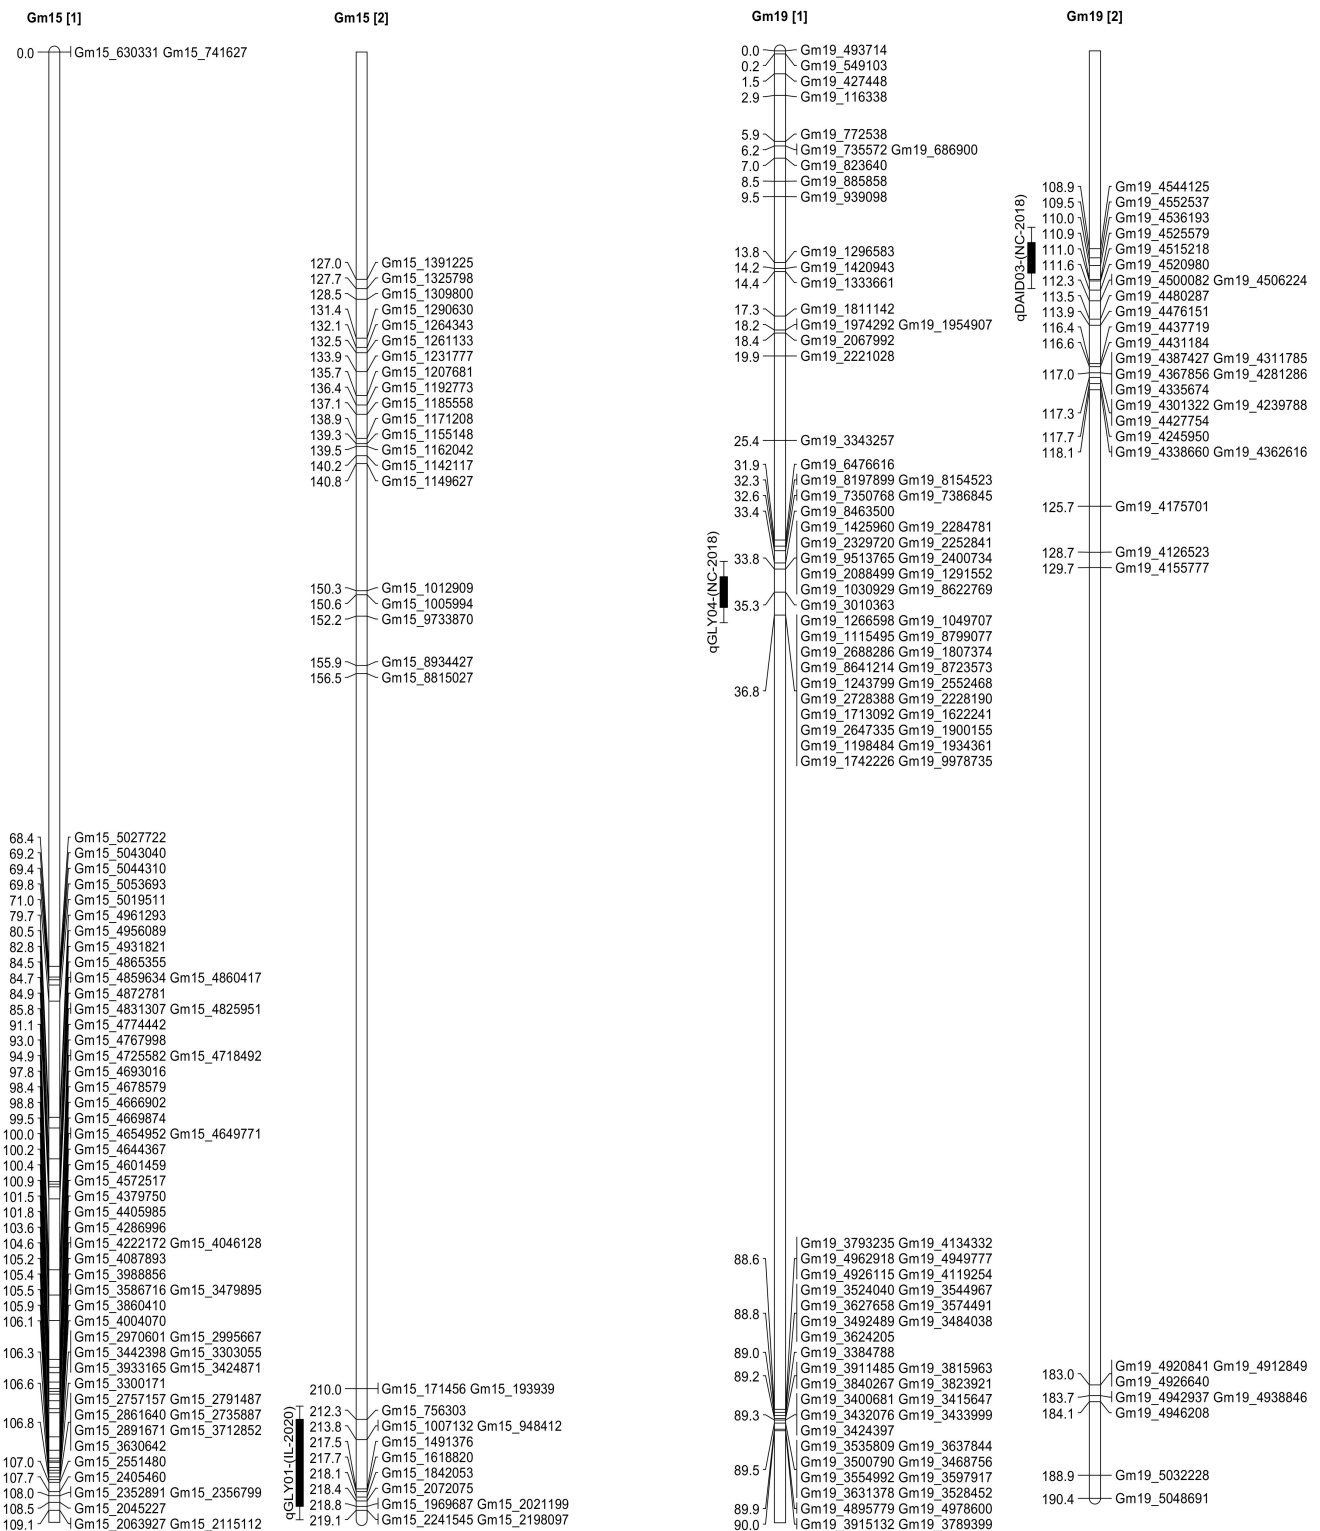 Gm15 [1]
0.0 Gm15_630331 Gm15_741627
68.4 Gm15_5027722
69.2 Gm15_5043040
69.4 Gm15_5044310
69.8 Gm15_5053693
71.0 Gm15_5019511
79.7 Gm15_4961293
80.5 Gm15_4956089
82.8 Gm15_4931821
84.5 Gm15_4865355
84.7 Gm15_4859634 Gm15_4860417
84.9 Gm15_4872781
85.8 Gm15_4831307 Gm15_4825951
91.1 Gm15_4774442
93.0 Gm15_4767998
94.9 Gm15_4725582 Gm15_4718492
97.8 Gm15_4693016
98.4 Gm15_4678579
98.8 Gm15_4666902
99.5 Gm15_4669874
100.0 Gm15_4654952 Gm15_4649771
100.2 Gm15_4644367
100.4 Gm15_4601459
100.9 Gm15_4572517
101.5 Gm15_4379750
101.8 Gm15_4405985
103.6 Gm15_4286996
104.6 Gm15_4222172 Gm15_4046128
105.2 Gm15_4087893
105.4 Gm15_3988856
105.5 Gm15_3586716 Gm15_3479895
105.9 Gm15_3860410
106.1 Gm15_4004070
Gm15_2970601 Gm15_2995667
106.3 Gm15_3442398 Gm15_3303055
Gm15_3933165 Gm15_3424871
106.6 Gm15_3300171
Gm15_2757157 Gm15_2791487
106.8 Gm15_2861640 Gm15_2735887
Gm15_2891671 Gm15_3712852
Gm15_3630642
107.0 Gm15_2551480
107.7 Gm15_2405460
108.0 Gm15_2352891 Gm15_2356799
108.5 Gm15_2045227
109.1 Gm15_2063927 Gm15_2115112
Gm15 [2]
127.0 Gm15_1391225
127.7 Gm15_1325798
128.5 Gm15_1309800
131.4 Gm15_1290630
132.1 Gm15_1264343
132.5 Gm15_1261133
133.9 Gm15_1231777
135.7 Gm15_1207681
136.4 Gm15_1192773
137.1 Gm15_1185558
138.9 Gm15_1171208
139.3 Gm15_1155148
139.5 Gm15_1162042
140.2 Gm15_1142117
140.8 Gm15_1149627
150.3 Gm15_1012909
150.6 Gm15_1005994
152.2 Gm15_9733870
155.9 Gm15_8934427
156.5 Gm15_8815027
210.0 Gm15_171456 Gm15_193939
212.3 Gm15_756303
213.8 Gm15_1007132 Gm15_948412
217.5 Gm15_1491376
217.7 Gm15_1618820
218.1 Gm15_1842053
218.4 Gm15_2072075
218.8 Gm15_1969687 Gm15_2021199
219.1 Gm15_2241545 Gm15_2198097
qGLY01-(IL-2020)
Gm19 [1]
0.0 Gm19_493714
0.2 Gm19_549103
1.5 Gm19_427448
2.9 Gm19_116338
5.9 Gm19_772538
6.2 Gm19_735572 Gm19_686900
7.0 Gm19_823640
8.5 Gm19_885858
9.5 Gm19_939098
13.8 Gm19_1296583
14.2 Gm19_1420943
14.4 Gm19_1333661
17.3 Gm19_1811142
18.2 Gm19_1974292 Gm19_1954907
18.4 Gm19_2067992
19.9 Gm19_2221028
25.4 Gm19_3343257
31.9 Gm19_6476616
32.3 Gm19_8197899 Gm19_8154523
32.6 Gm19_7350768 Gm19_7386845
33.4 Gm19_8463500
Gm19_1425960 Gm19_2284781
Gm19_2329720 Gm19_2252841
33.8 Gm19_9513765 Gm19_2400734
Gm19_2088499 Gm19_1291552
Gm19_1030929 Gm19_8622769
35.3 Gm19_3010363
Gm19_1266598 Gm19_1049707
Gm19_1115495 Gm19_8799077
Gm19_2688286 Gm19_1807374
Gm19_8641214 Gm19_8723573
Gm19_1243799 Gm19_2552468
36.8 Gm19_2728388 Gm19_2228190
Gm19_1713092 Gm19_1622241
Gm19_2647335 Gm19_1900155
Gm19_1198484 Gm19_1934361
Gm19_1742226 Gm19_9978735
Gm19_3793235 Gm19_4134332
88.6 Gm19_4962918 Gm19_4949777
Gm19_4926115 Gm19_4119254
Gm19_3524040 Gm19_3544967
Gm19_3627658 Gm19_3574491
88.8 Gm19_3492489 Gm19_3484038
Gm19_3624205
89.0 Gm19_3384788
89.2 Gm19_3911485 Gm19_3815963
Gm19_3840267 Gm19_3823921
Gm19_3400681 Gm19_3415647
89.3 Gm19_3432076 Gm19_3433999
Gm19_3424397
Gm19_3535809 Gm19_3637844
89.5 Gm19_3500790 Gm19_3468756
Gm19_3554992 Gm19_3597917
Gm19_3631378 Gm19_3528452
89.9 Gm19_4895779 Gm19_4978600
90.0 Gm19_3915132 Gm19_3789399
qGLY04-(NC-2018)
Gm19 [2]
108.9 Gm19_4544125
109.5 Gm19_4552537
110.0 Gm19_4536193
110.9 Gm19_4525579
111.0 Gm19_4515218
111.6 Gm19_4520980
112.3 Gm19_4500082 Gm19_4506224
113.5 Gm19_4480287
113.9 Gm19_4476151
116.4 Gm19_4437719
116.6 Gm19_4431184
Gm19_4387427 Gm19_4311785
117.0 Gm19_4367856 Gm19_4281286
Gm19_4335674
117.3 Gm19_4301322 Gm19_4239788
Gm19_4427754
117.7 Gm19_4245950
118.1 Gm19_4338660 Gm19_4362616
125.7 Gm19_4175701
128.7 Gm19_4126523
129.7 Gm19_4155777
183.0 Gm19_4920841 Gm19_4912849
Gm19_4926640
183.7 Gm19_4942937 Gm19_4938846
184.1 Gm19_4946208
188.9 Gm19_5032228
190.4 Gm19_5048691
qDAID03-(NC-2018)